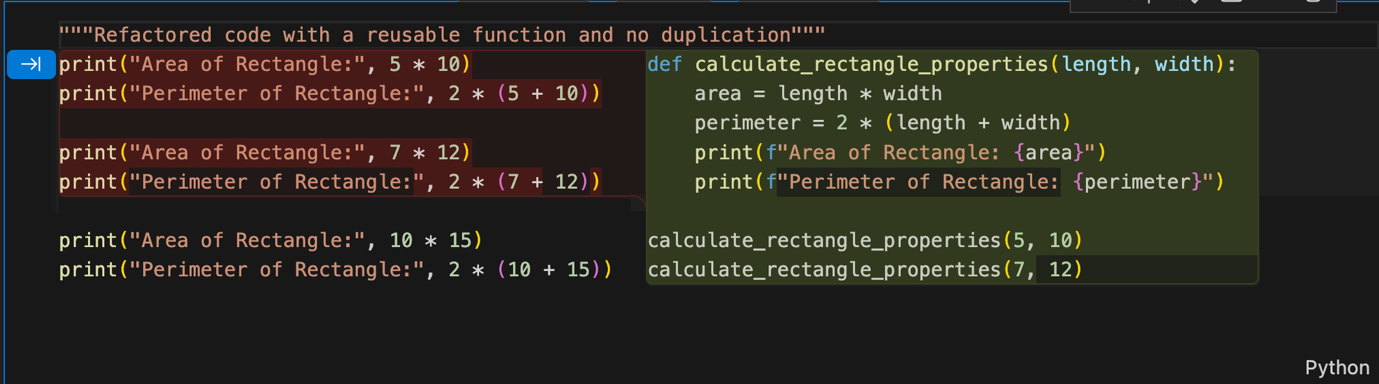 """Refactored code with a reusable function and no duplication"""
print("Area of Rectangle:", 5 * 10)
print("Perimeter of Rectangle:", 2 * (5 + 10))
print("Area of Rectangle:", 7 * 12)
print("Perimeter of Rectangle:", 2 * (7 + 12))
print("Area of Rectangle:", 10 * 15)
print("Perimeter of Rectangle:", 2 * (10 + 15))
def calculate_rectangle_properties(length, width):
    area = length * width
    perimeter = 2 * (length + width)
    print(f"Area of Rectangle: {area}")
    print(f"Perimeter of Rectangle: {perimeter}")
calculate_rectangle_properties(5, 10)
calculate_rectangle_properties(7, 12)
Python